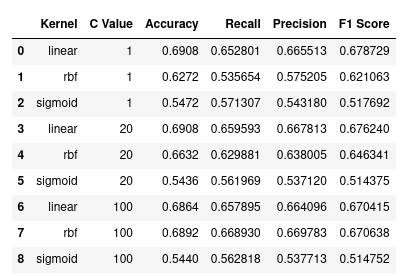 Kernel C Value Accuracy Recall Precision F1 Score
0 linear 1 0.6908 0.652801 0.665513 0.678729
1 rbf 1 0.6272 0.535654 0.575205 0.621063
2 sigmoid 1 0.5472 0.571307 0.543180 0.517692
3 linear 20 0.6908 0.659593 0.667813 0.676240
4 rbf 20 0.6632 0.629881 0.638005 0.646341
5 sigmoid 20 0.5436 0.561969 0.537120 0.514375
6 linear 100 0.6864 0.657895 0.664096 0.670415
7 rbf 100 0.6892 0.668930 0.669783 0.670638
8 sigmoid 100 0.5440 0.562818 0.537713 0.514752